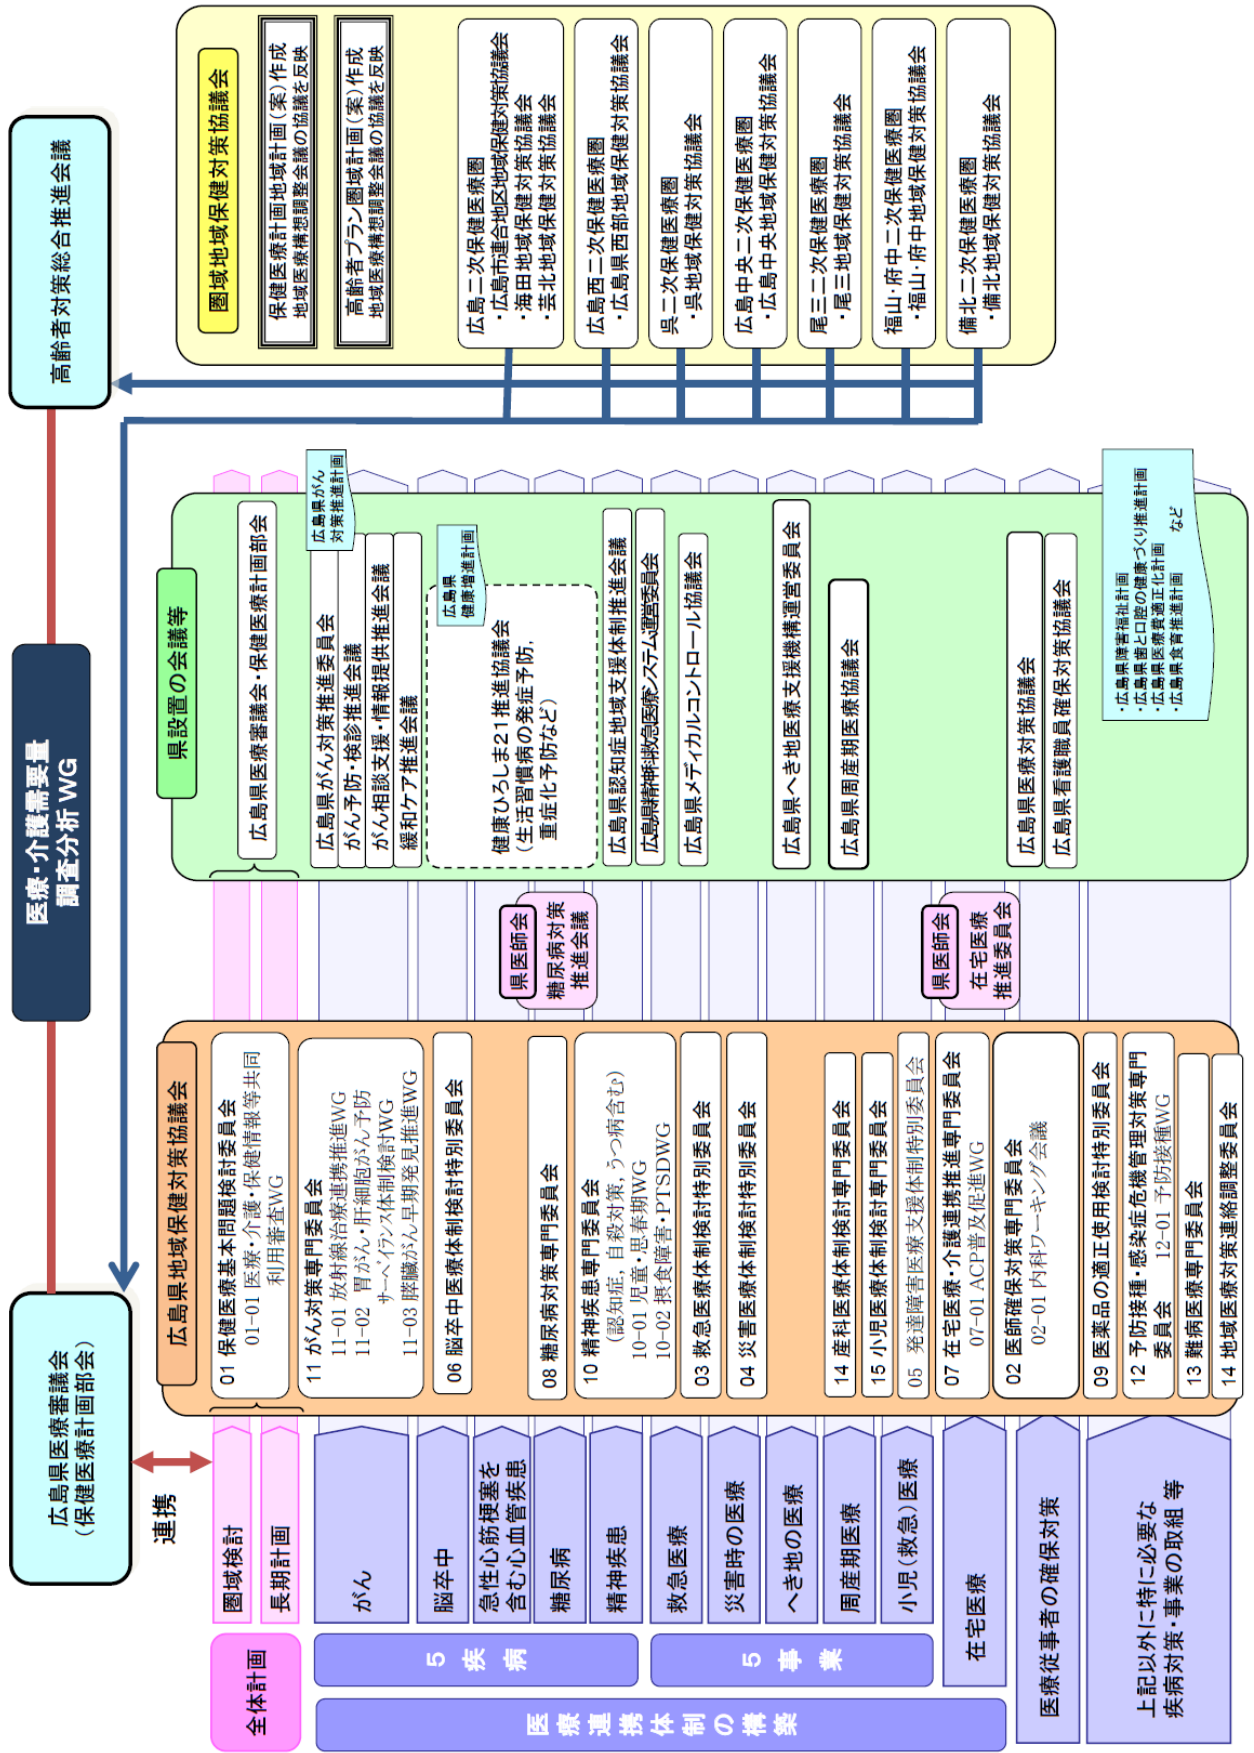 広島県医療審議会
（保健医療計画部会）
医療・介護需要量
調査分析 WG
高齢者対策総合推進会議
連携
全体計画
圏域検討
長期計画
医療連携体制の構築
5 疾 病
がん
脳卒中
急性心筋梗塞を
含む心血管疾患
糖尿病
精神疾患
5 事 業
救急医療
災害時の医療
へき地の医療
周産期医療
小児（救急）医療
在宅医療
医療従事者の確保対策
上記以外に特に必要な
疾病対策・事業の取組 等
広島県地域保健対策協議会
01 保健医療基本問題検討委員会
01-01 医療・介護・保健情報等共同
利用審査WG
11 がん対策専門委員会
11-01 放射線治療連携推進WG
11-02 胃がん・肝細胞がん予防
サーベイランス体制検討WG
11-03 膵臓がん早期発見推進WG
06 脳卒中医療体制検討特別委員会
08 糖尿病対策専門委員会
10 精神疾患専門委員会
（認知症，自殺対策，うつ病含む）
10-01 児童・思春期WG
10-02 摂食障害・PTSDWG
03 救急医療体制検討特別委員会
04 災害医療体制検討特別委員会
14 産科医療体制検討専門委員会
15 小児医療体制検討専門委員会
05 発達障害医療支援体制特別委員会
07 在宅医療・介護連携推進専門委員会
07-01 ACP普及促進WG
02 医師確保対策専門委員会
02-01 内科ワーキング会議
09 医薬品の適正使用検討特別委員会
12 予防接種・感染症危機管理対策専門
委員会 12-01 予防接種WG
13 難病医療専門委員会
14 地域医療対策連絡調整委員会
県医師会
糖尿病対策
推進会議
県医師会
在宅医療
推進委員会
県設置の会議等
広島県医療審議会・保健医療計画部会
広島県がん対策推進委員会
がん予防・検診推進会議
がん相談支援・情報提供推進会議
緩和ケア推進会議
広島県がん
対策推進計画
健康ひろしま２１推進協議会
（生活習慣病の発症予防，
重症化予防など）
広島県
健康増進計画
広島県認知症地域支援体制推進会議
広島県精神科救急医療システム運営委員会
広島県メディカルコントロール協議会
広島県へき地医療支援機構運営委員会
広島県周産期医療協議会
広島県医療対策協議会
広島県看護職員確保対策協議会
・広島県障害福祉計画
・広島県歯と口腔の健康づくり推進計画
・広島県医療費適正化計画
・広島県食育推進計画 など
圏域地域保健対策協議会
保健医療計画地域計画（案）作成
地域医療構想調整会議の協議を反映
高齢者プラン圏域計画（案）作成
地域医療構想調整会議の協議を反映
広島二次保健医療圏
・広島市連合地区地域保健対策協議会
・海田地域保健対策協議会
・芸北地域保健対策協議会
広島西二次保健医療圏
・広島県西部地域保健対策協議会
呉二次保健医療圏
・呉地域保健対策協議会
広島中央二次保健医療圏
・広島中央地域保健対策協議会
尾三二次保健医療圏
・尾三地域保健対策協議会
福山・府中二次保健医療圏
・福山・府中地域保健対策協議会
備北二次保健医療圏
・備北地域保健対策協議会